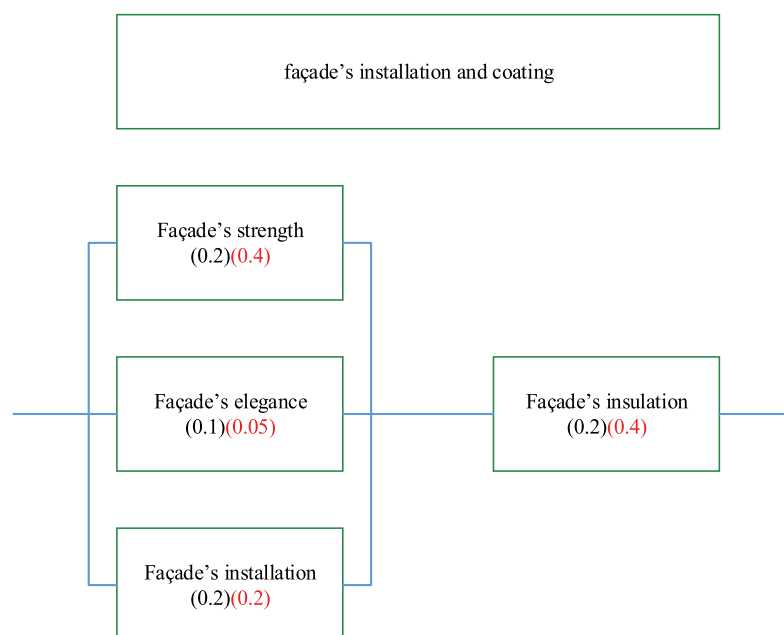 façade’s installation and coating
Façade’s strength
(0.2)(0.4)
Façade’s elegance
(0.1)(0.05)
Façade’s insulation
(0.2)(0.4)
Façade’s installation
(0.2)(0.2)